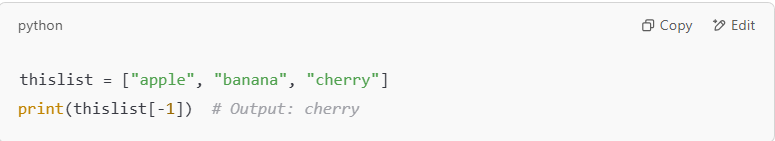 python
Copy
Edit
thislist = ["apple", "banana", "cherry"]
print(thislist[-1])  # Output: cherry